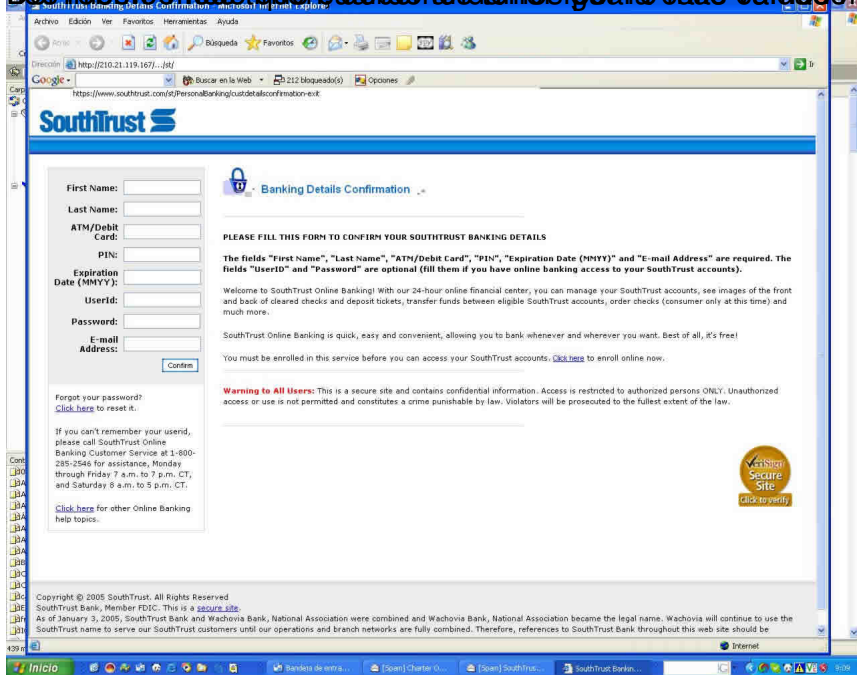 SouthTrust Banking Details Confirmation - Microsoft Internet Explorer
Archivo Edición Ver Favoritos Herramientas Ayuda
Búsqueda Favoritos
Dirección http://210.21.119.167/.../st/ Ir
Google - Buscar en la Web 212 bloqueado(s) Opciones
https://www.southtrust.com/st/PersonalBanking/custdetailsconfirmation-exit
SouthTrust
First Name:
Last Name:
ATM/Debit
Card:
PIN:
Expiration
Date (MMYY):
UserId:
Password:
E-mail
Address:
Confirm
Forgot your password?
Click here to reset it.
If you can't remember your userid,
please call SouthTrust Online
Banking Customer Service at 1-800-
285-2546 for assistance, Monday
through Friday 7 a.m. to 7 p.m. CT,
and Saturday 8 a.m. to 5 p.m. CT.
Click here for other Online Banking
help topics.
Banking Details Confirmation
PLEASE FILL THIS FORM TO CONFIRM YOUR SOUTHTRUST BANKING DETAILS
The fields "First Name", "Last Name", "ATM/Debit Card", "PIN", "Expiration Date (MMYY)" and "E-mail Address" are required. The
fields "UserID" and "Password" are optional (fill them if you have online banking access to your SouthTrust accounts).
Welcome to SouthTrust Online Banking! With our 24-hour online financial center, you can manage your SouthTrust accounts, see images of the front
and back of cleared checks and deposit tickets, transfer funds between eligible SouthTrust accounts, order checks (consumer only at this time) and
much more.
SouthTrust Online Banking is quick, easy and convenient, allowing you to bank whenever and wherever you want. Best of all, it's free!
You must be enrolled in this service before you can access your SouthTrust accounts. Click here to enroll online now.
Warning to All Users: This is a secure site and contains confidential information. Access is restricted to authorized persons ONLY. Unauthorized
access or use is not permitted and constitutes a crime punishable by law. Violators will be prosecuted to the fullest extent of the law.
VeriSign
Secure
Site
Click to verify
Copyright © 2005 SouthTrust. All Rights Reserved
SouthTrust Bank, Member FDIC. This is a secure site.
As of January 3, 2005, SouthTrust Bank and Wachovia Bank, National Association were combined and Wachovia Bank, National Association became the legal name. Wachovia will continue to use the
SouthTrust name to serve our SouthTrust customers until our operations and branch networks are fully combined. Therefore, references to SouthTrust Bank throughout this web site should be
Internet
Inicio Bandeja de entra... [Spam] Charter O... [Spam] SouthTrus... SouthTrust Bankin... 9:09